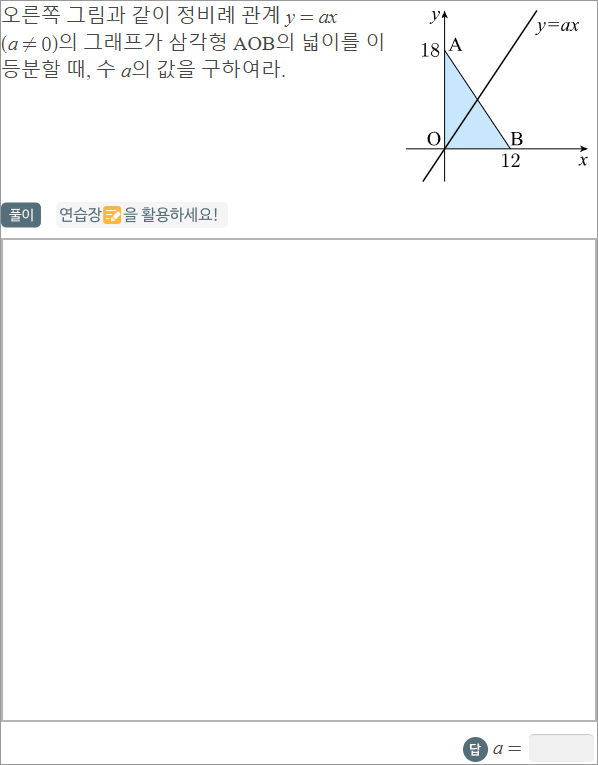 오른쪽 그림과 같이 정비례 관계 y = ax
(a ≠ 0)의 그래프가 삼각형 AOB의 넓이를 이
등분할 때, 수 a의 값을 구하여라.
y
y=ax
18
A
O
B
12
x
풀이 연습장을 활용하세요!
답 a =